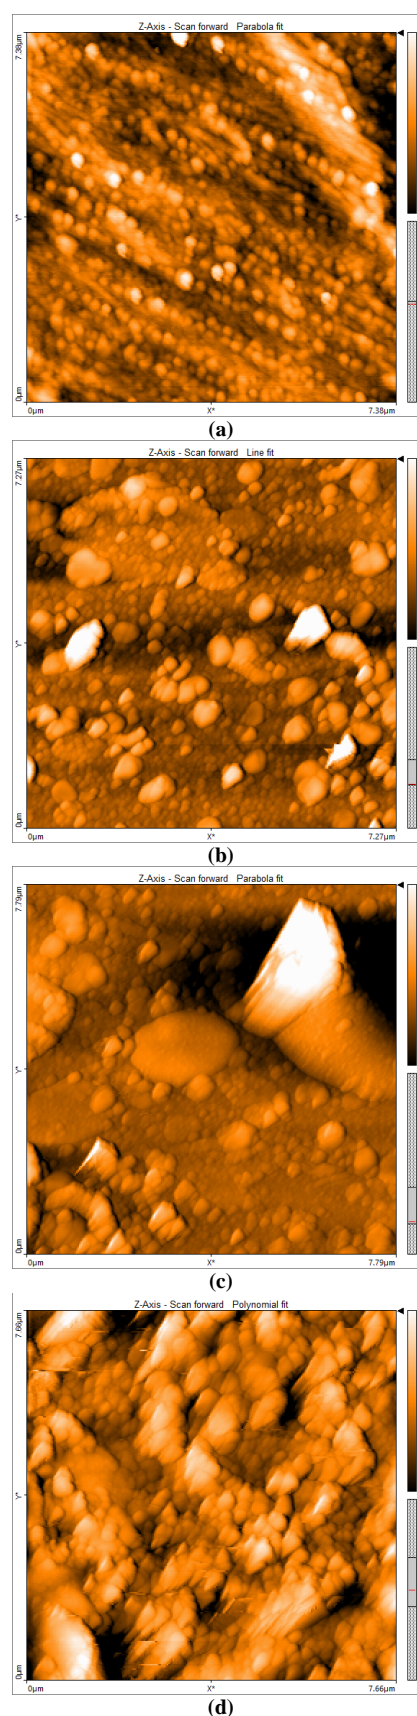 Z-Axis - Scan forward Parabola fit
7.38µm
Y*
0µm
0µm X* 7.38µm
(a)
Z-Axis - Scan forward Line fit
7.27µm
Y*
0µm
0µm X* 7.27µm
(b)
Z-Axis - Scan forward Parabola fit
7.79µm
Y*
0µm
0µm X* 7.79µm
(c)
Z-Axis - Scan forward Polynomial fit
7.66µm
Y*
0µm
0µm X* 7.66µm
(d)